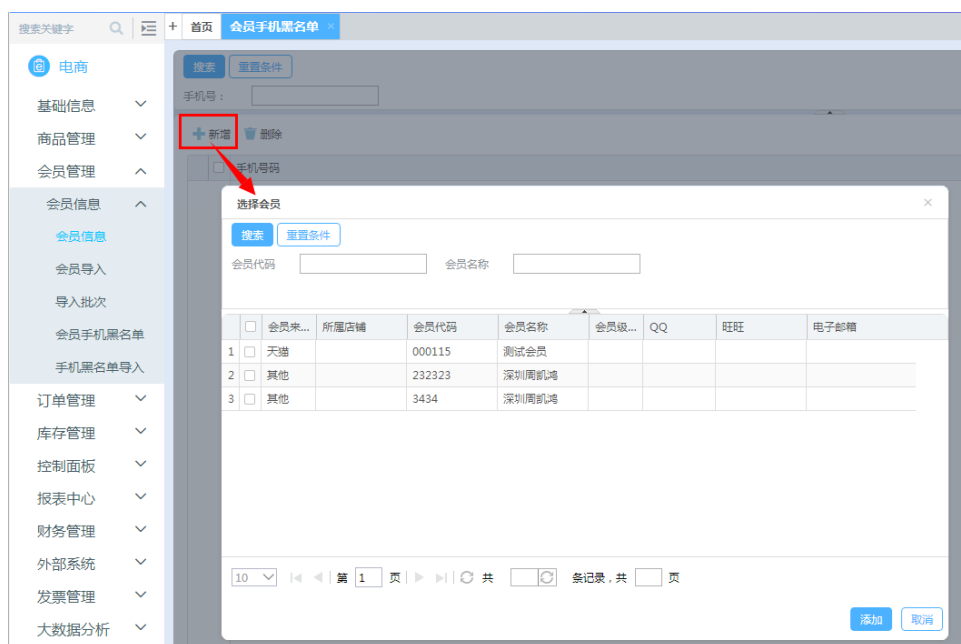 搜索关键字
+ 首页 会员手机黑名单 ×
电商
基础信息
商品管理
会员管理
会员信息
会员信息
会员导入
导入批次
会员手机黑名单
手机黑名单导入
订单管理
库存管理
控制面板
报表中心
财务管理
外部系统
发票管理
大数据分析
搜索 重置条件
手机号：
新增 删除
手机号码
选择会员 ×
搜索 重置条件
会员代码 会员名称
会员来... 所属店铺 会员代码 会员名称 会员级... QQ 旺旺 电子邮箱
1 天猫 000115 测试会员
2 其他 232323 深圳周凯鸿
3 其他 3434 深圳周凯鸿
10 第 1 页 共 条记录，共 页
添加 取消